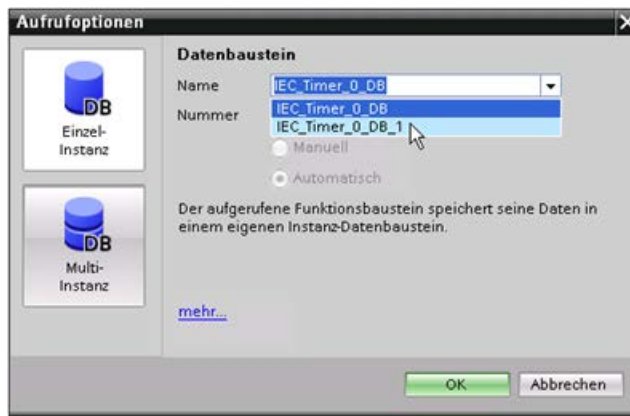 Aufrufoptionen
DB
Einzel-
Instanz
DB
Multi-
Instanz
Datenbaustein
Name
IEC_Timer_0_DB
IEC_Timer_0_DB
IEC_Timer_0_DB_1
Nummer
Manuell
Automatisch
Der aufgerufene Funktionsbaustein speichert seine Daten in
einem eigenen Instanz-Datenbaustein.
mehr...
OK
Abbrechen